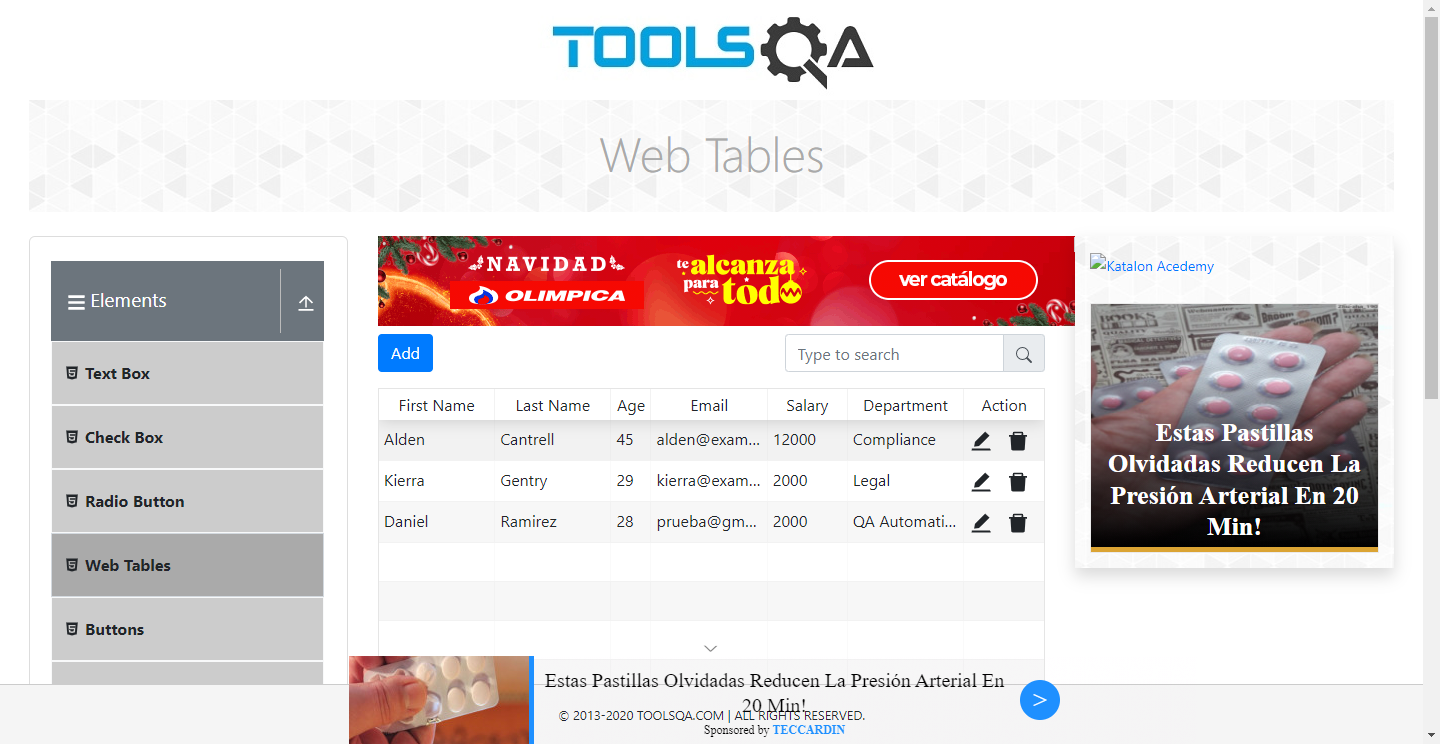 TOOLSQA
Web Tables
Elements
Text Box
Check Box
Radio Button
Web Tables
Buttons
NAVIDAD
OLIMPICA
te alcanza
para todo
ver catálogo
Add
Type to search
First Name Last Name Age Email Salary Department Action
Alden Cantrell 45 alden@exam... 12000 Compliance
Kierra Gentry 29 kierra@exam... 2000 Legal
Daniel Ramirez 28 prueba@gm... 2000 QA Automati...
Katalon Acedemy
Estas Pastillas
Olvidadas Reducen La
Presión Arterial En 20
Min!
Estas Pastillas Olvidadas Reducen La Presión Arterial En
20 Min!
>
© 2013-2020 TOOLSQA.COM | ALL RIGHTS RESERVED.
Sponsored by TECCARDIN